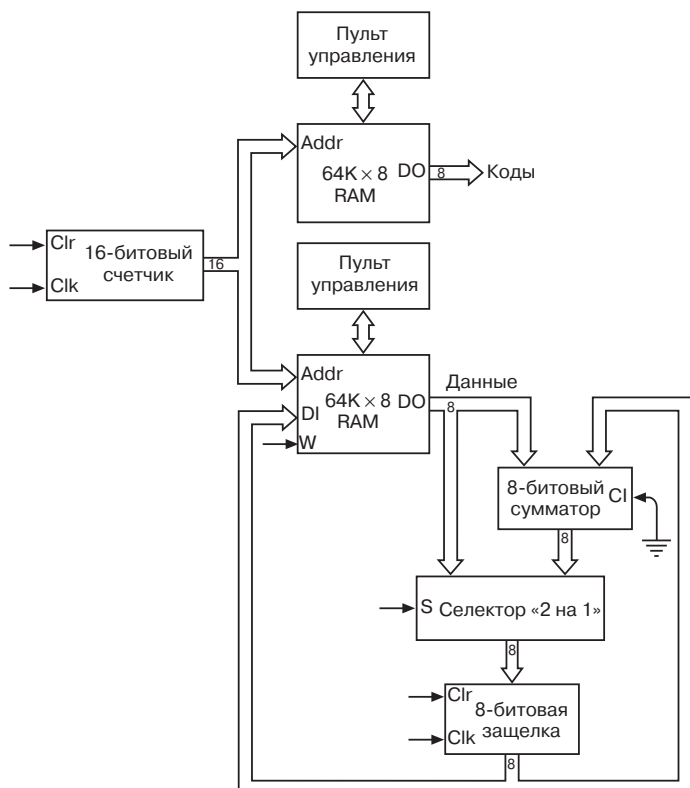 Пульт
управления
Addr
64K × 8
RAM
DO
8
Коды
Clr
16-битовый
счетчик
Clk
16
Пульт
управления
Addr
DI
64K × 8
RAM
DO
W
Данные
8
8-битовый
сумматор
CI
8
S
Селектор «2 на 1»
8
Clr
8-битовая
защелка
Clk
8